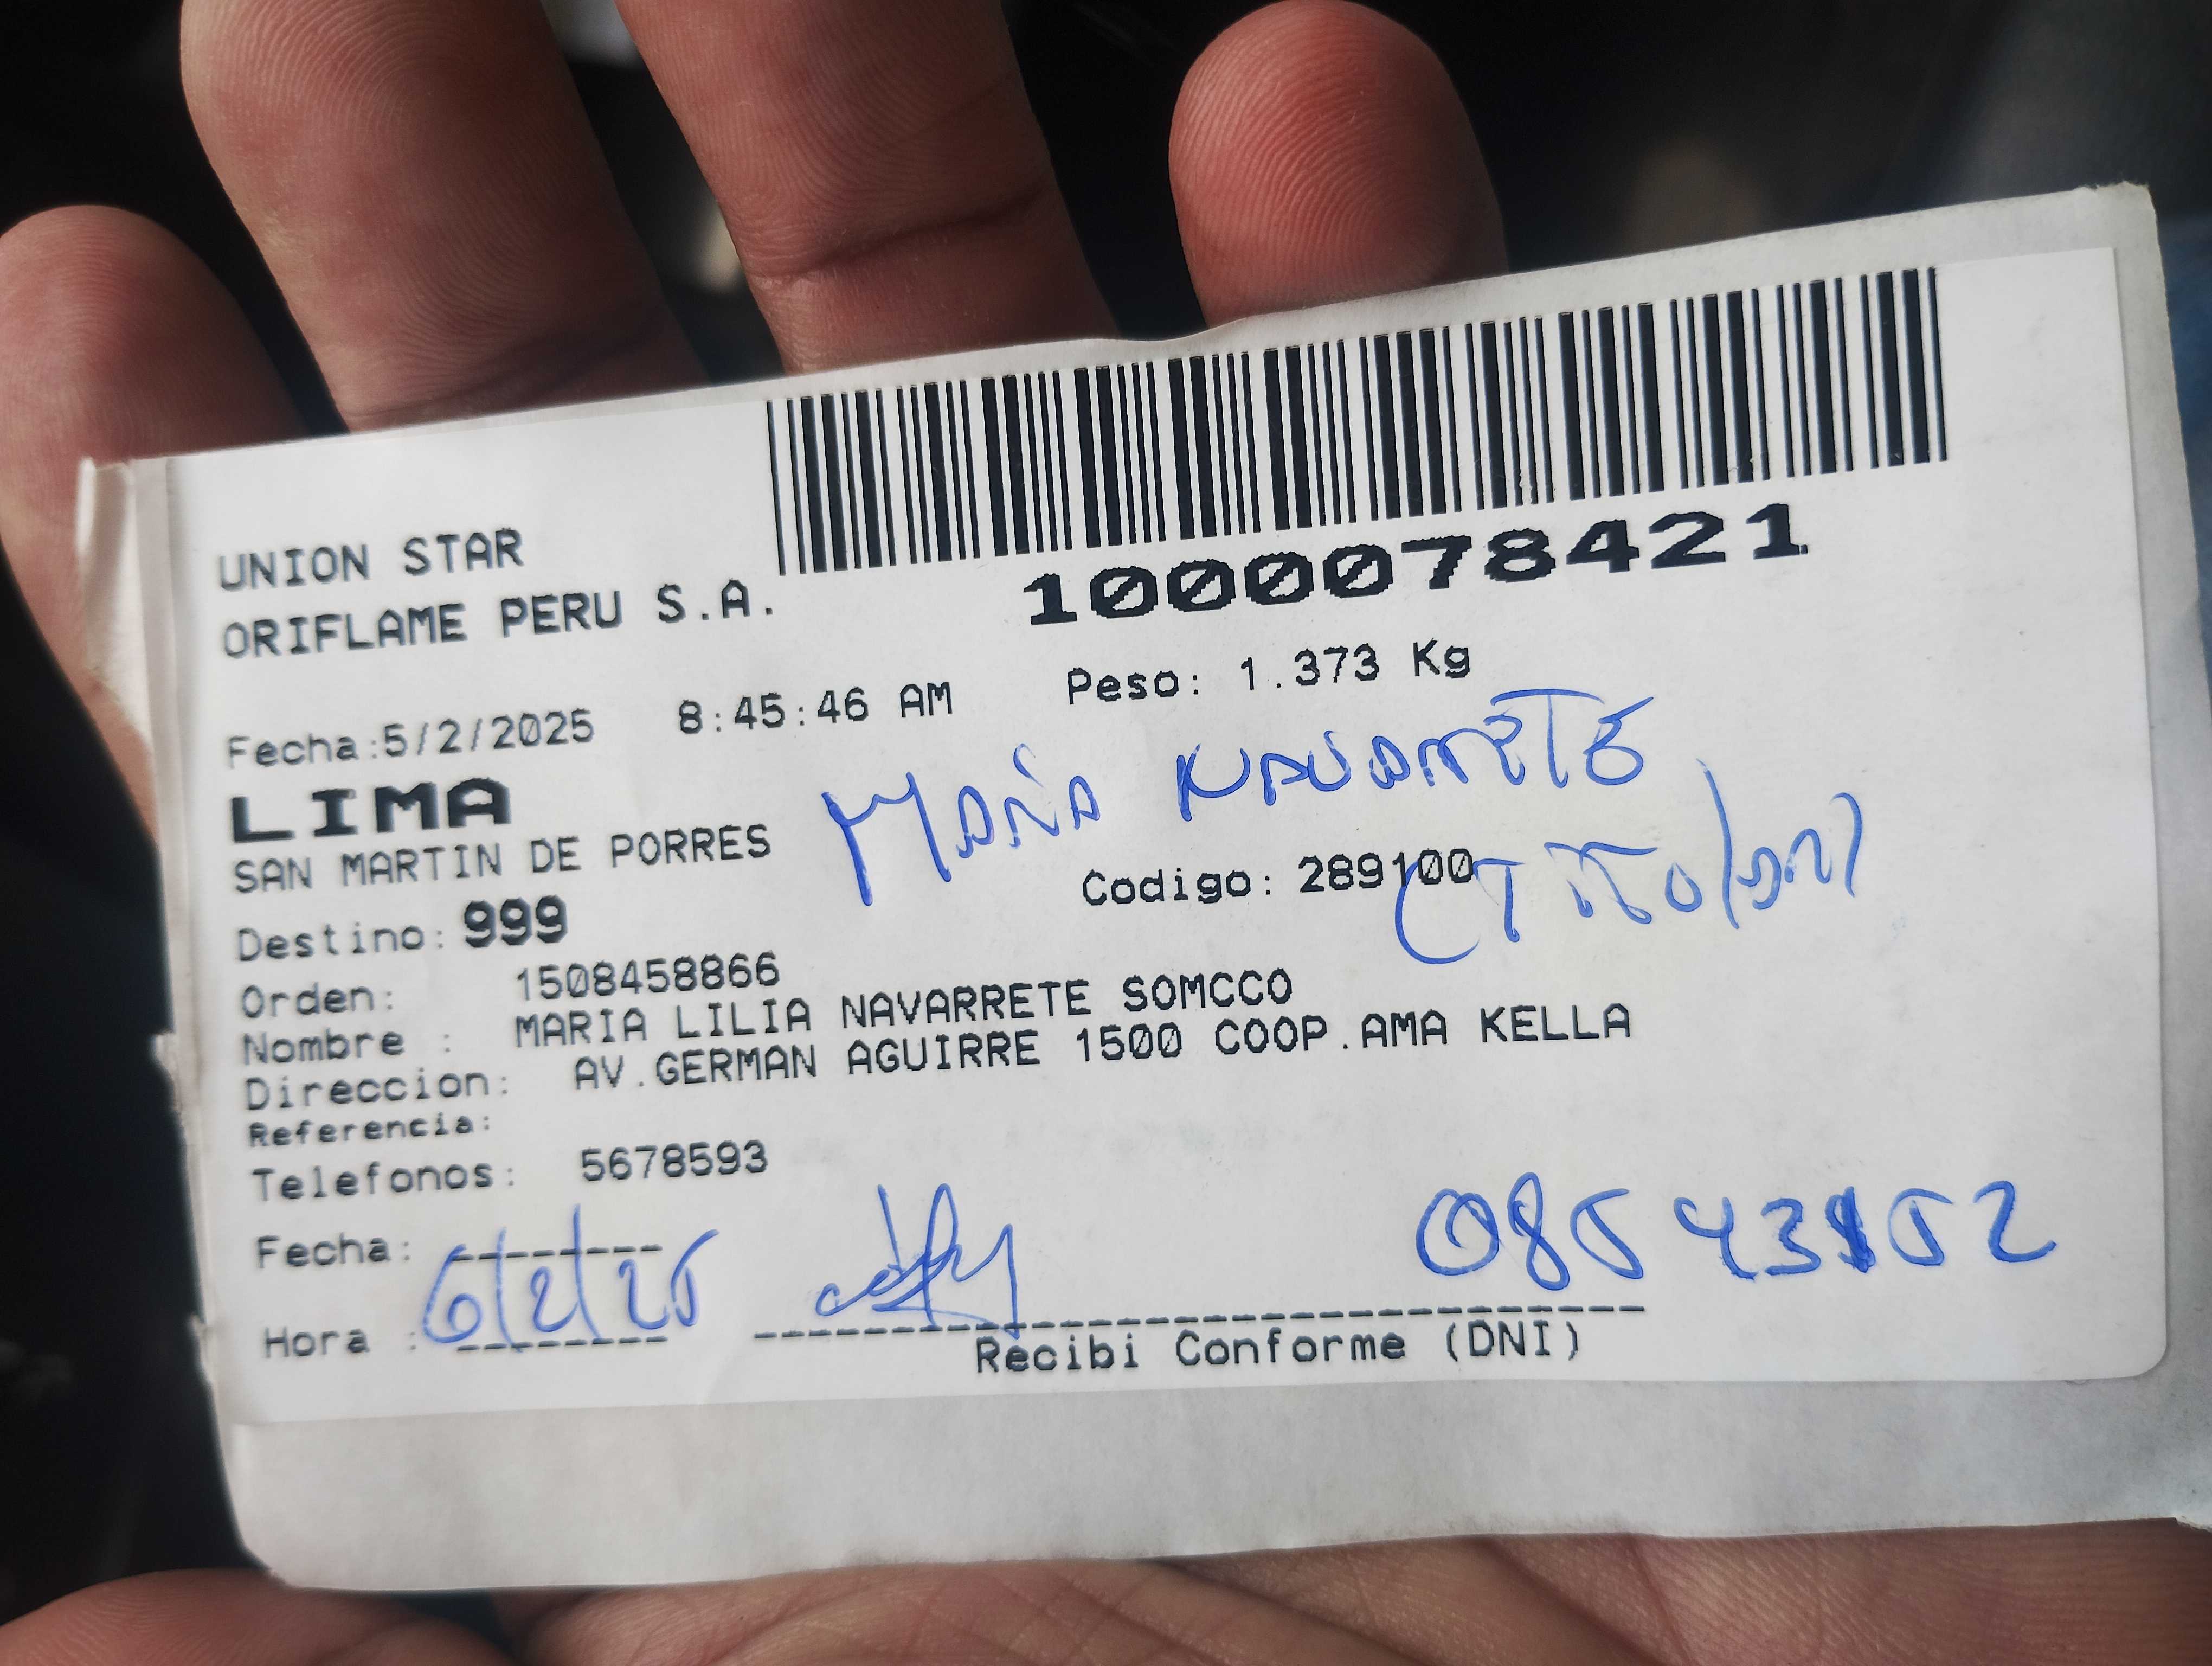 1000078421
UNION STAR
ORIFLAME PERU S.A.
Fecha:5/2/2025 8:45:46 AM Peso: 1.373 Kg
LIMA
MARÍA NAVARRETE
SAN MARTIN DE PORRES
Codigo: 289100
Destino: 999
Orden: 1508458866
Nombre : MARIA LILIA NAVARRETE SOMCCO
Direccion: AV.GERMAN AGUIRRE 1500 COOP.AMA KELLA
Referencia:
Telefonos: 5678593
Fecha: 6/2/25
08543152
Hora :
Recibi Conforme (DNI)